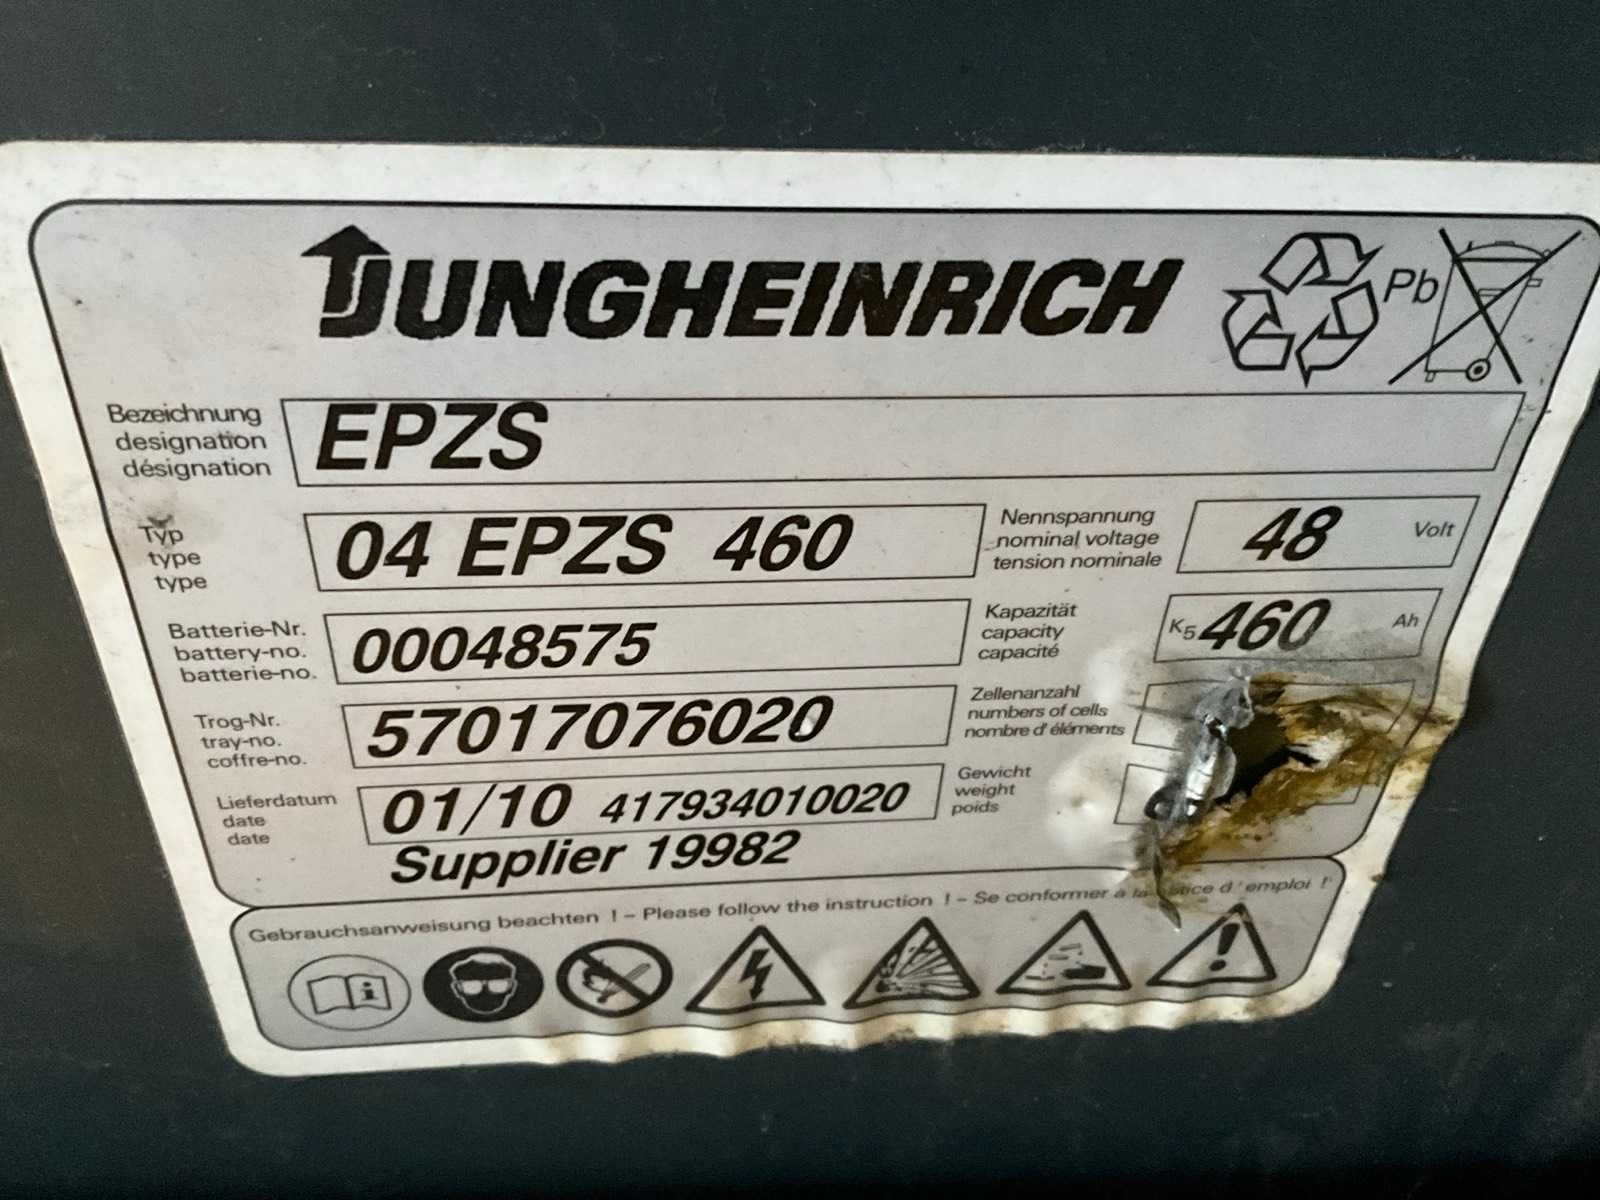 JUNGHEINRICH
Pb
Bezeichnung
designation
désignation
EPZS
Typ
type
type
04 EPZS 460
Nennspannung
nominal voltage
tension nominale
48 Volt
Batterie-Nr.
battery-no.
batterie-no.
00048575
Kapazität
capacity
capacité
K5 460 Ah
Trog-Nr.
tray-no.
coffre-no.
57017076020
Zellenanzahl
numbers of cells
nombre d'éléments
Lieferdatum
date
date
01/10 417934010020
Gewicht
weight
poids
Supplier 19982
Gebrauchsanweisung beachten ! - Please follow the instruction ! - Se conformer à la notice d'emploi !